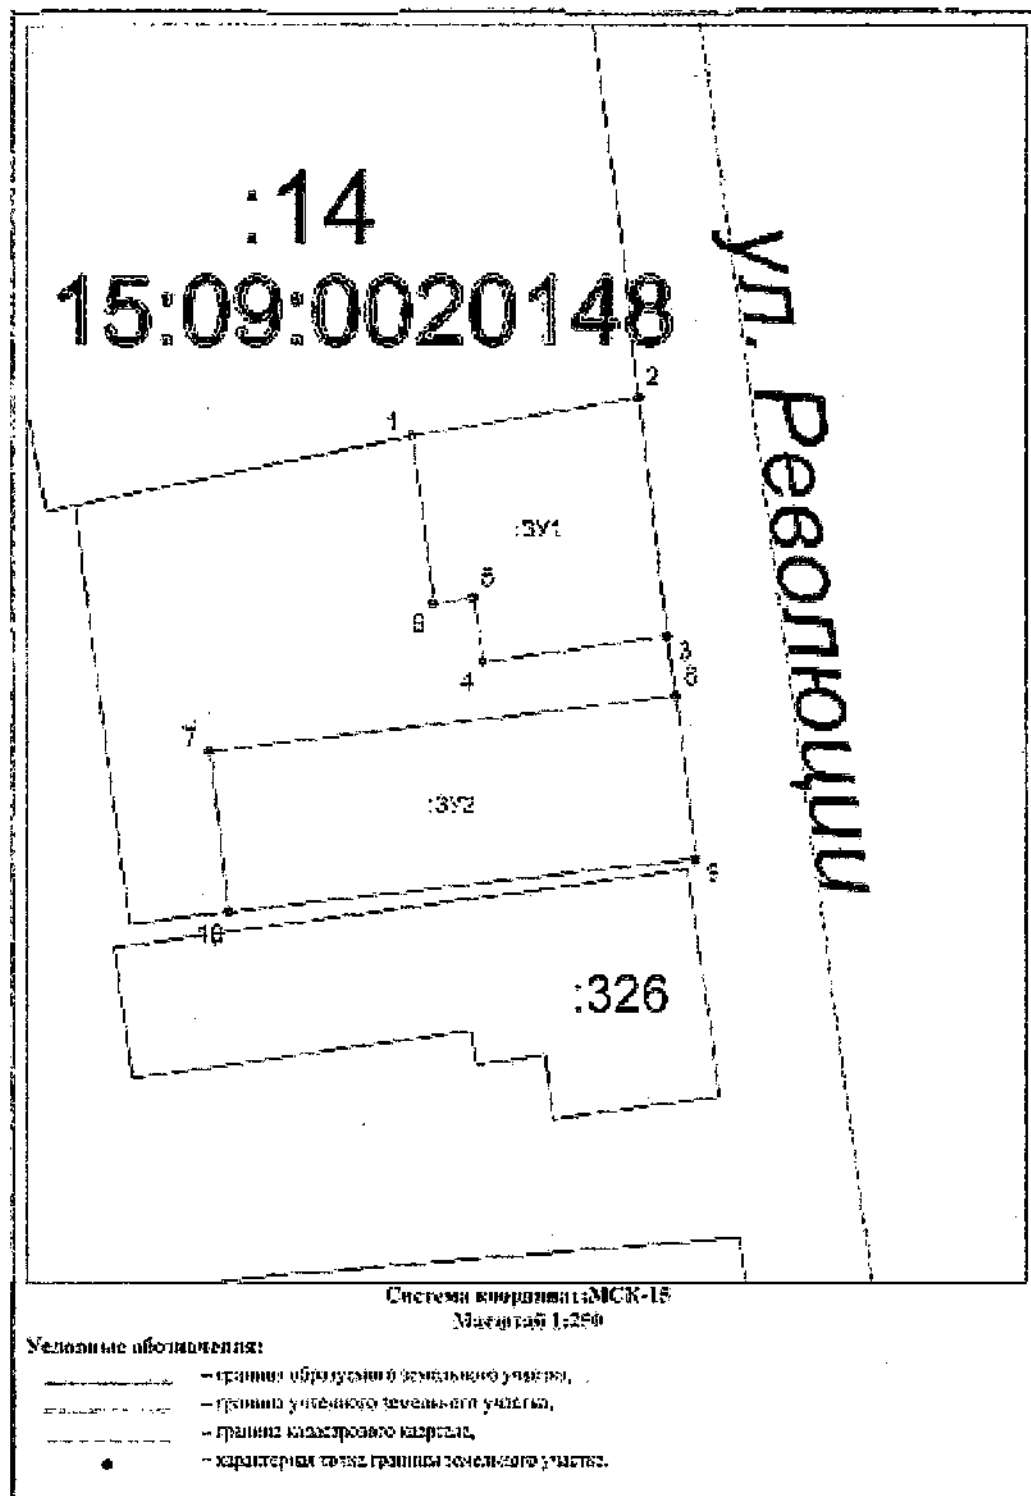 :14
15:09:0020148
ул. Революции
2
1
:ЗУ1
5
6
3
4
8
7
:ЗУ2
9
10
:326
Система координат:МСК-15
Масштаб 1:250
Условные обозначения:
– граница образуемого земельного участка,
– граница учтенного земельного участка,
– граница кадастрового квартала,
– характерная точка границы земельного участка.